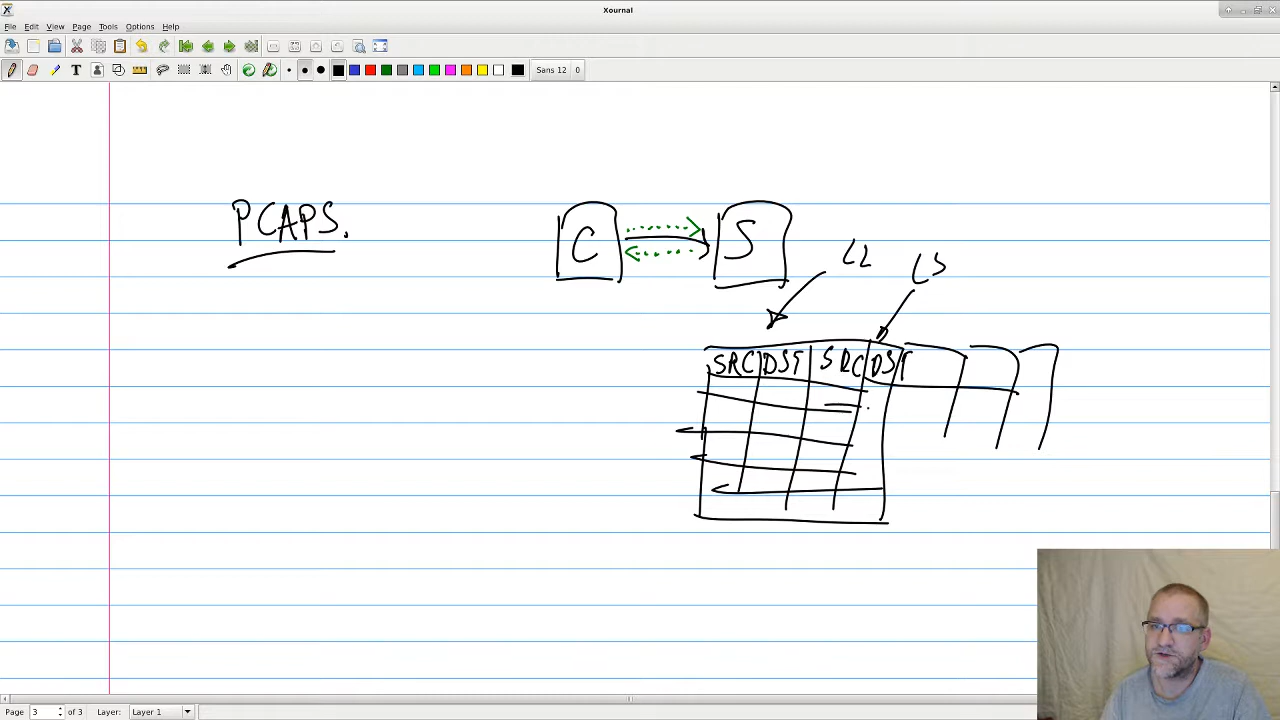 Xournal
File Edit View Page Tools Options Help
Sans 12 0
PCAPS.
C S
L2 L3
SRC DST SRC DST
Page 3 of 3 Layer: Layer 1